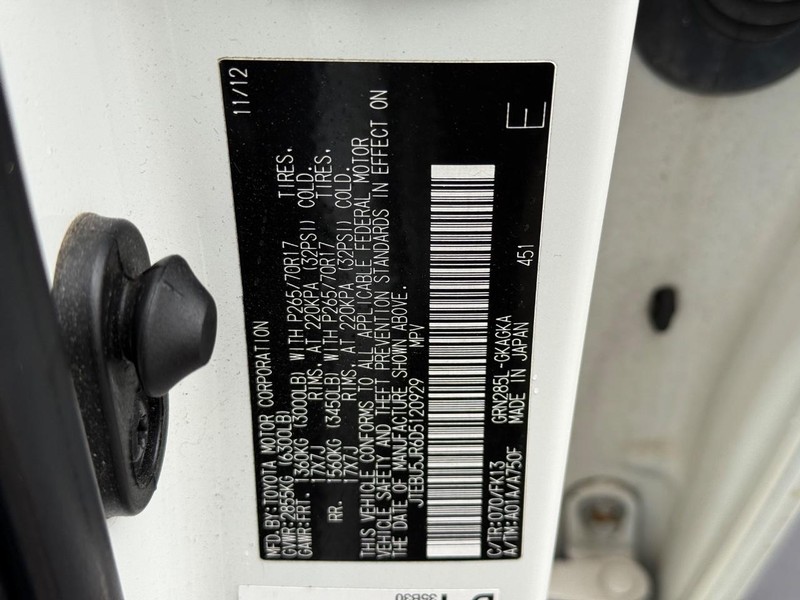 MFD.BY:TOYOTA MOTOR CORPORATION 11/12
GVWR:2855KG (6300LB)
GAWR:FRT. 1360KG (3000LB) WITH P265/70R17 TIRES.
17X7J RIMS. AT 220KPA (32PSI) COLD.
RR. 1560KG (3450LB) WITH P265/70R17 TIRES.
17X7J RIMS. AT 220KPA (32PSI) COLD.
THIS VEHICLE CONFORMS TO ALL APPLICABLE FEDERAL MOTOR
VEHICLE SAFETY AND THEFT PREVENTION STANDARDS IN EFFECT ON
THE DATE OF MANUFACTURE SHOWN ABOVE.
JTEBU5JR6D5120929 MPV
C/TR:070/FK13 GRN285L-GKAGKA 451
A/TM:A01A/A750F MADE IN JAPAN
E
35B30